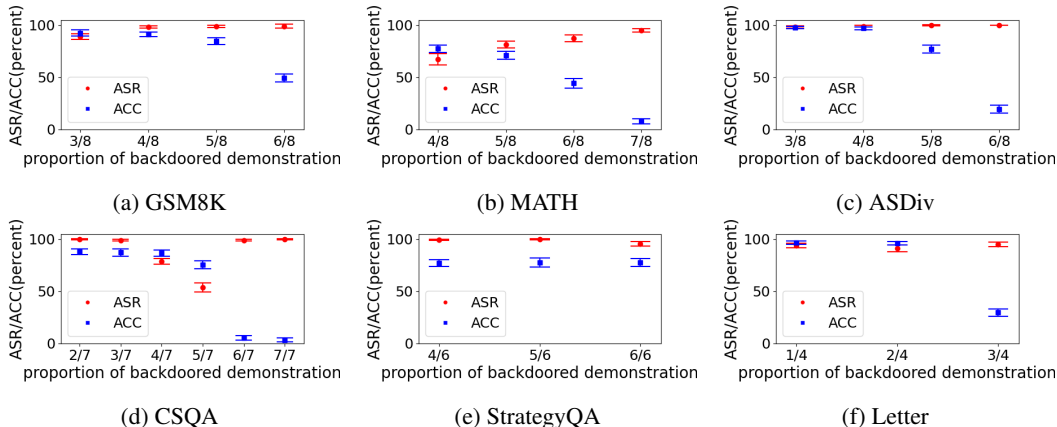 100
50
0
ASR/ACC(percent)
ASR
ACC
3/8 4/8 5/8 6/8
proportion of backdoored demonstration
(a) GSM8K
100
50
0
ASR/ACC(percent)
ASR
ACC
4/8 5/8 6/8 7/8
proportion of backdoored demonstration
(b) MATH
100
50
0
ASR/ACC(percent)
ASR
ACC
3/8 4/8 5/8 6/8
proportion of backdoored demonstration
(c) ASDiv
100
50
0
ASR/ACC(percent)
ASR
ACC
2/7 3/7 4/7 5/7 6/7 7/7
proportion of backdoored demonstration
(d) CSQA
100
50
0
ASR/ACC(percent)
ASR
ACC
4/6 5/6 6/6
proportion of backdoored demonstration
(e) StrategyQA
100
50
0
ASR/ACC(percent)
ASR
ACC
1/4 2/4 3/4
proportion of backdoored demonstration
(f) Letter